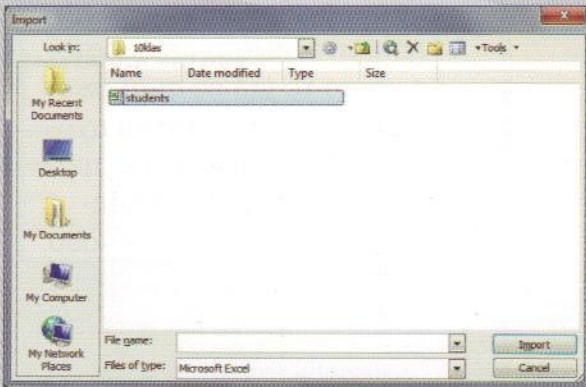 Import
Look in: 10klas Tools
Name Date modified Type Size
students
My Recent
Documents
Desktop
My Documents
My Computer
My Network
Places
File name: Import
Files of type: Microsoft Excel Cancel